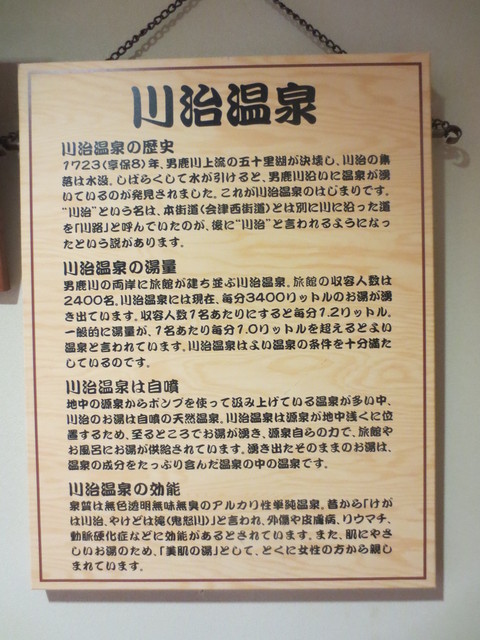 川治温泉
川治温泉の歴史
1723(享保8)年、男鹿川上流の五十里湖が決壊し、川治の集
落は水没。しばらくして水が引けると、男鹿川沿いに温泉が湧
いているのが発見されました。これが川治温泉のはじまりです。
"川治"という名は、本街道(会津西街道)とは別に川に沿った道
を「川路」と呼んでいたのが、後に"川治"と言われるようになっ
たという説があります。
川治温泉の湯量
男鹿川の両岸に旅館が建ち並ぶ川治温泉。旅館の収容人数は
2400名。川治温泉には現在、毎分3400リットルのお湯が湧
き出ています。収容人数1名あたりにすると毎分1.2リットル。
一般的に湯量が、1名あたり毎分1.0リットルを超えるとよい
温泉と言われています。川治温泉はよい温泉の条件を十分満た
しているのです。
川治温泉は自噴
地中の源泉からポンプを使って汲み上げている温泉が多い中、
川治のお湯は自噴の天然温泉。川治温泉は源泉が地中浅くに位
置するため、至るところでお湯が湧き、源泉自らの力で、旅館や
お風呂にお湯が供給されています。湧き出たそのままのお湯は、
温泉の成分をたっぷり含んだ温泉の中の温泉です。
川治温泉の効能
泉質は無色透明無味無臭のアルカリ性単純温泉。昔から「けが
は川治、やけどは滝(鬼怒川)」と言われ、外傷や皮膚病、リウマチ、
動脈硬化症などに効能があるとされています。また、肌にやさ
しいお湯のため、「美肌の湯」として、とくに女性の方から親し
まれています。